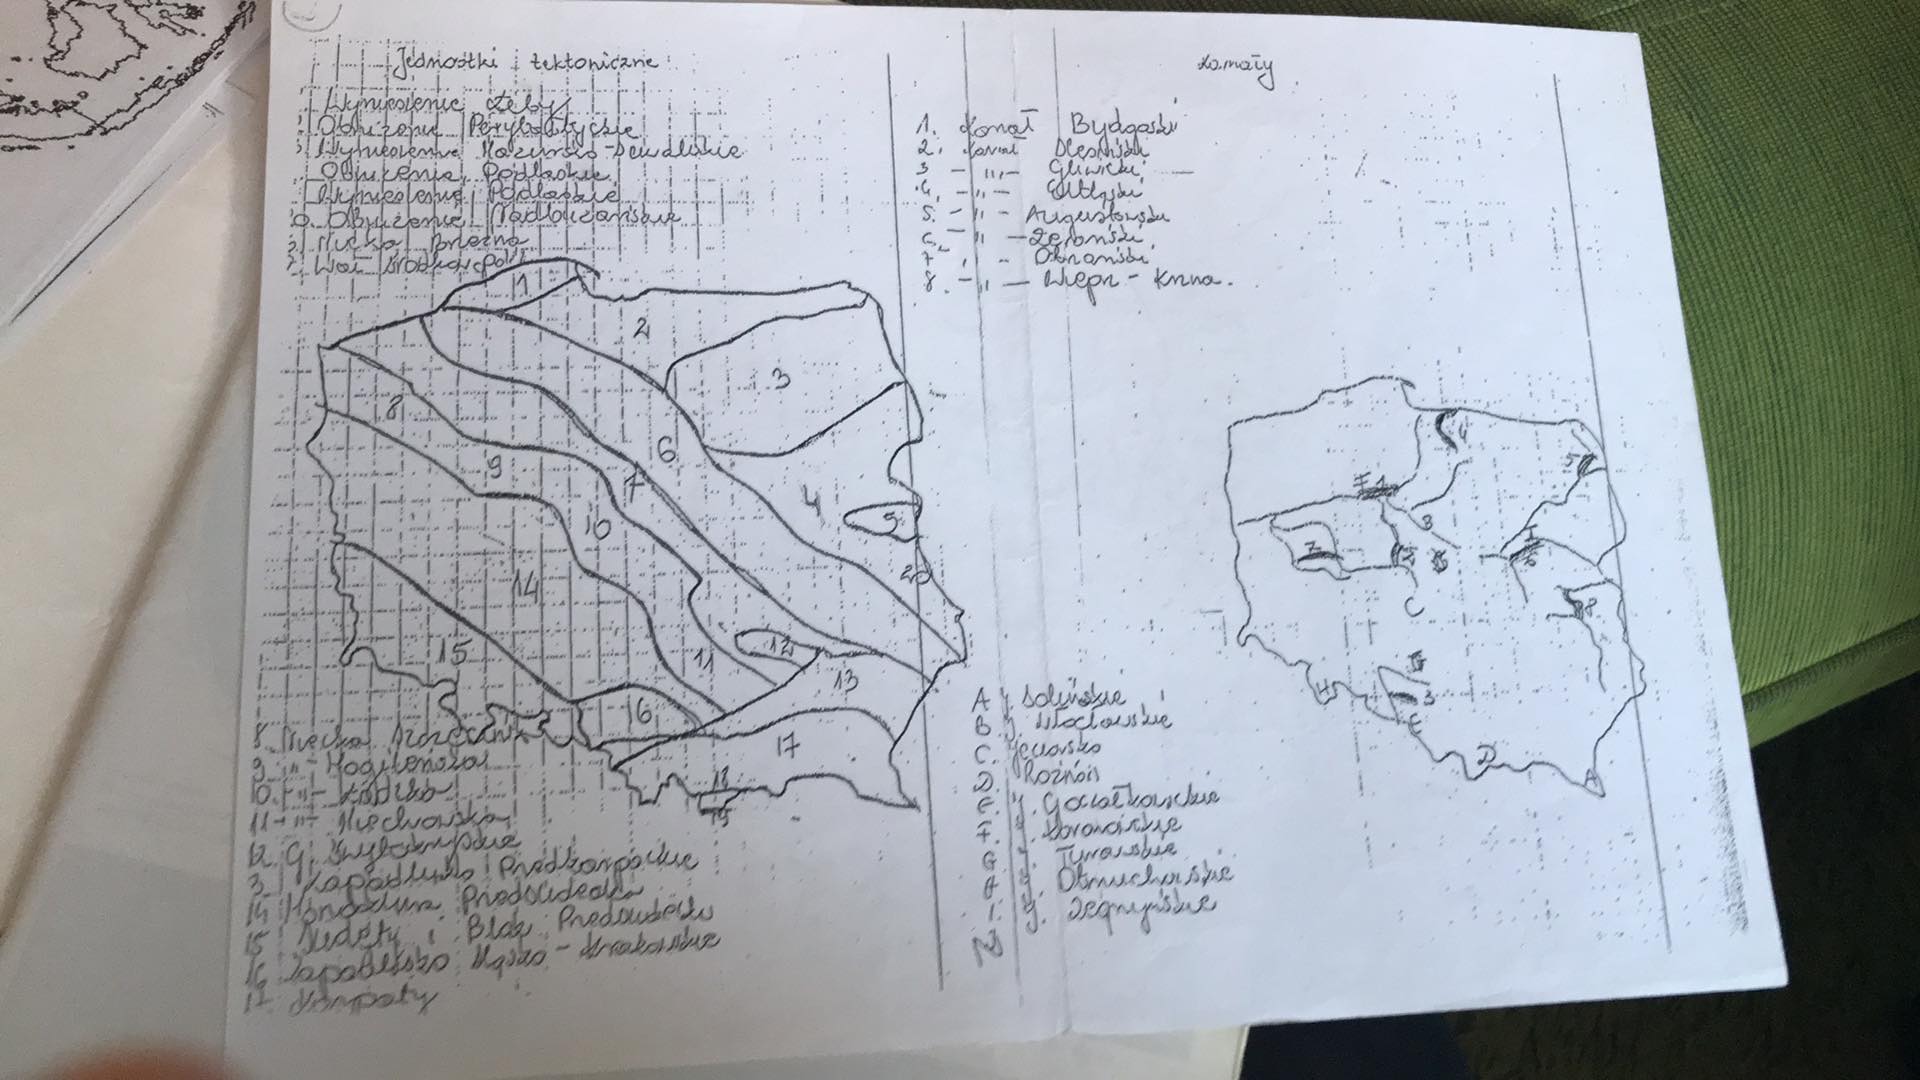 Jednostki tektoniczne
Wyniesienie Łeby
Obniżenie Perybałtyckie
Wyniesienie Mazursko-Suwalskie
Obniżenie Podlaskie
Wyniesienie Podlaskie
Obniżenie Nadbużańskie
Niecka Brzeżna
Wał
1
2
3
4
5
6
7
8
9
10
11
12
13
14
15
16
17
18
19
20
8. Niecka Szczecińska
9 -"- Mogileńska
10. -"- Łódzka
11 -"- Miechowska
12. G. Świętokrzyskie
3 Zapadlisko Przedkarpackie
14 Monoklina Przedsudecka
15 Sudety i Blok Przedsudecki
16 Zapadlisko Śląsko-Krakowskie
17. Karpaty
Kanały
1. Kanał Bydgoski
2. Kanał Ślesiński
3 -"- Gliwicki
4. -"- Elbląski
5. -"- Augustowski
6. -"- Żerański
7 -"- Obrzański
8. -"- Wieprz-Krzna.
4
5
F 1
B
7
I
6
C
8
H
G
3
E
D
A
A J. Solińskie
B J. Włocławskie
C. Jeziorsko
D. Rożnów
E. J. Goczałkowickie
F. J. Koronowskie
G J. Turawskie
J. Otmuchowskie
I. J. Zegrzyńskie